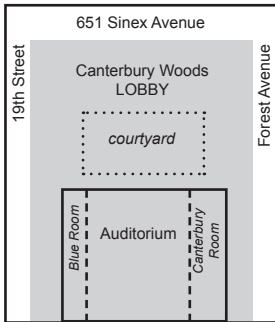 651 Sinex Avenue
19th Street
Forest Avenue
Canterbury Woods
LOBBY
courtyard
Blue Room
Auditorium
Canterbury
Room